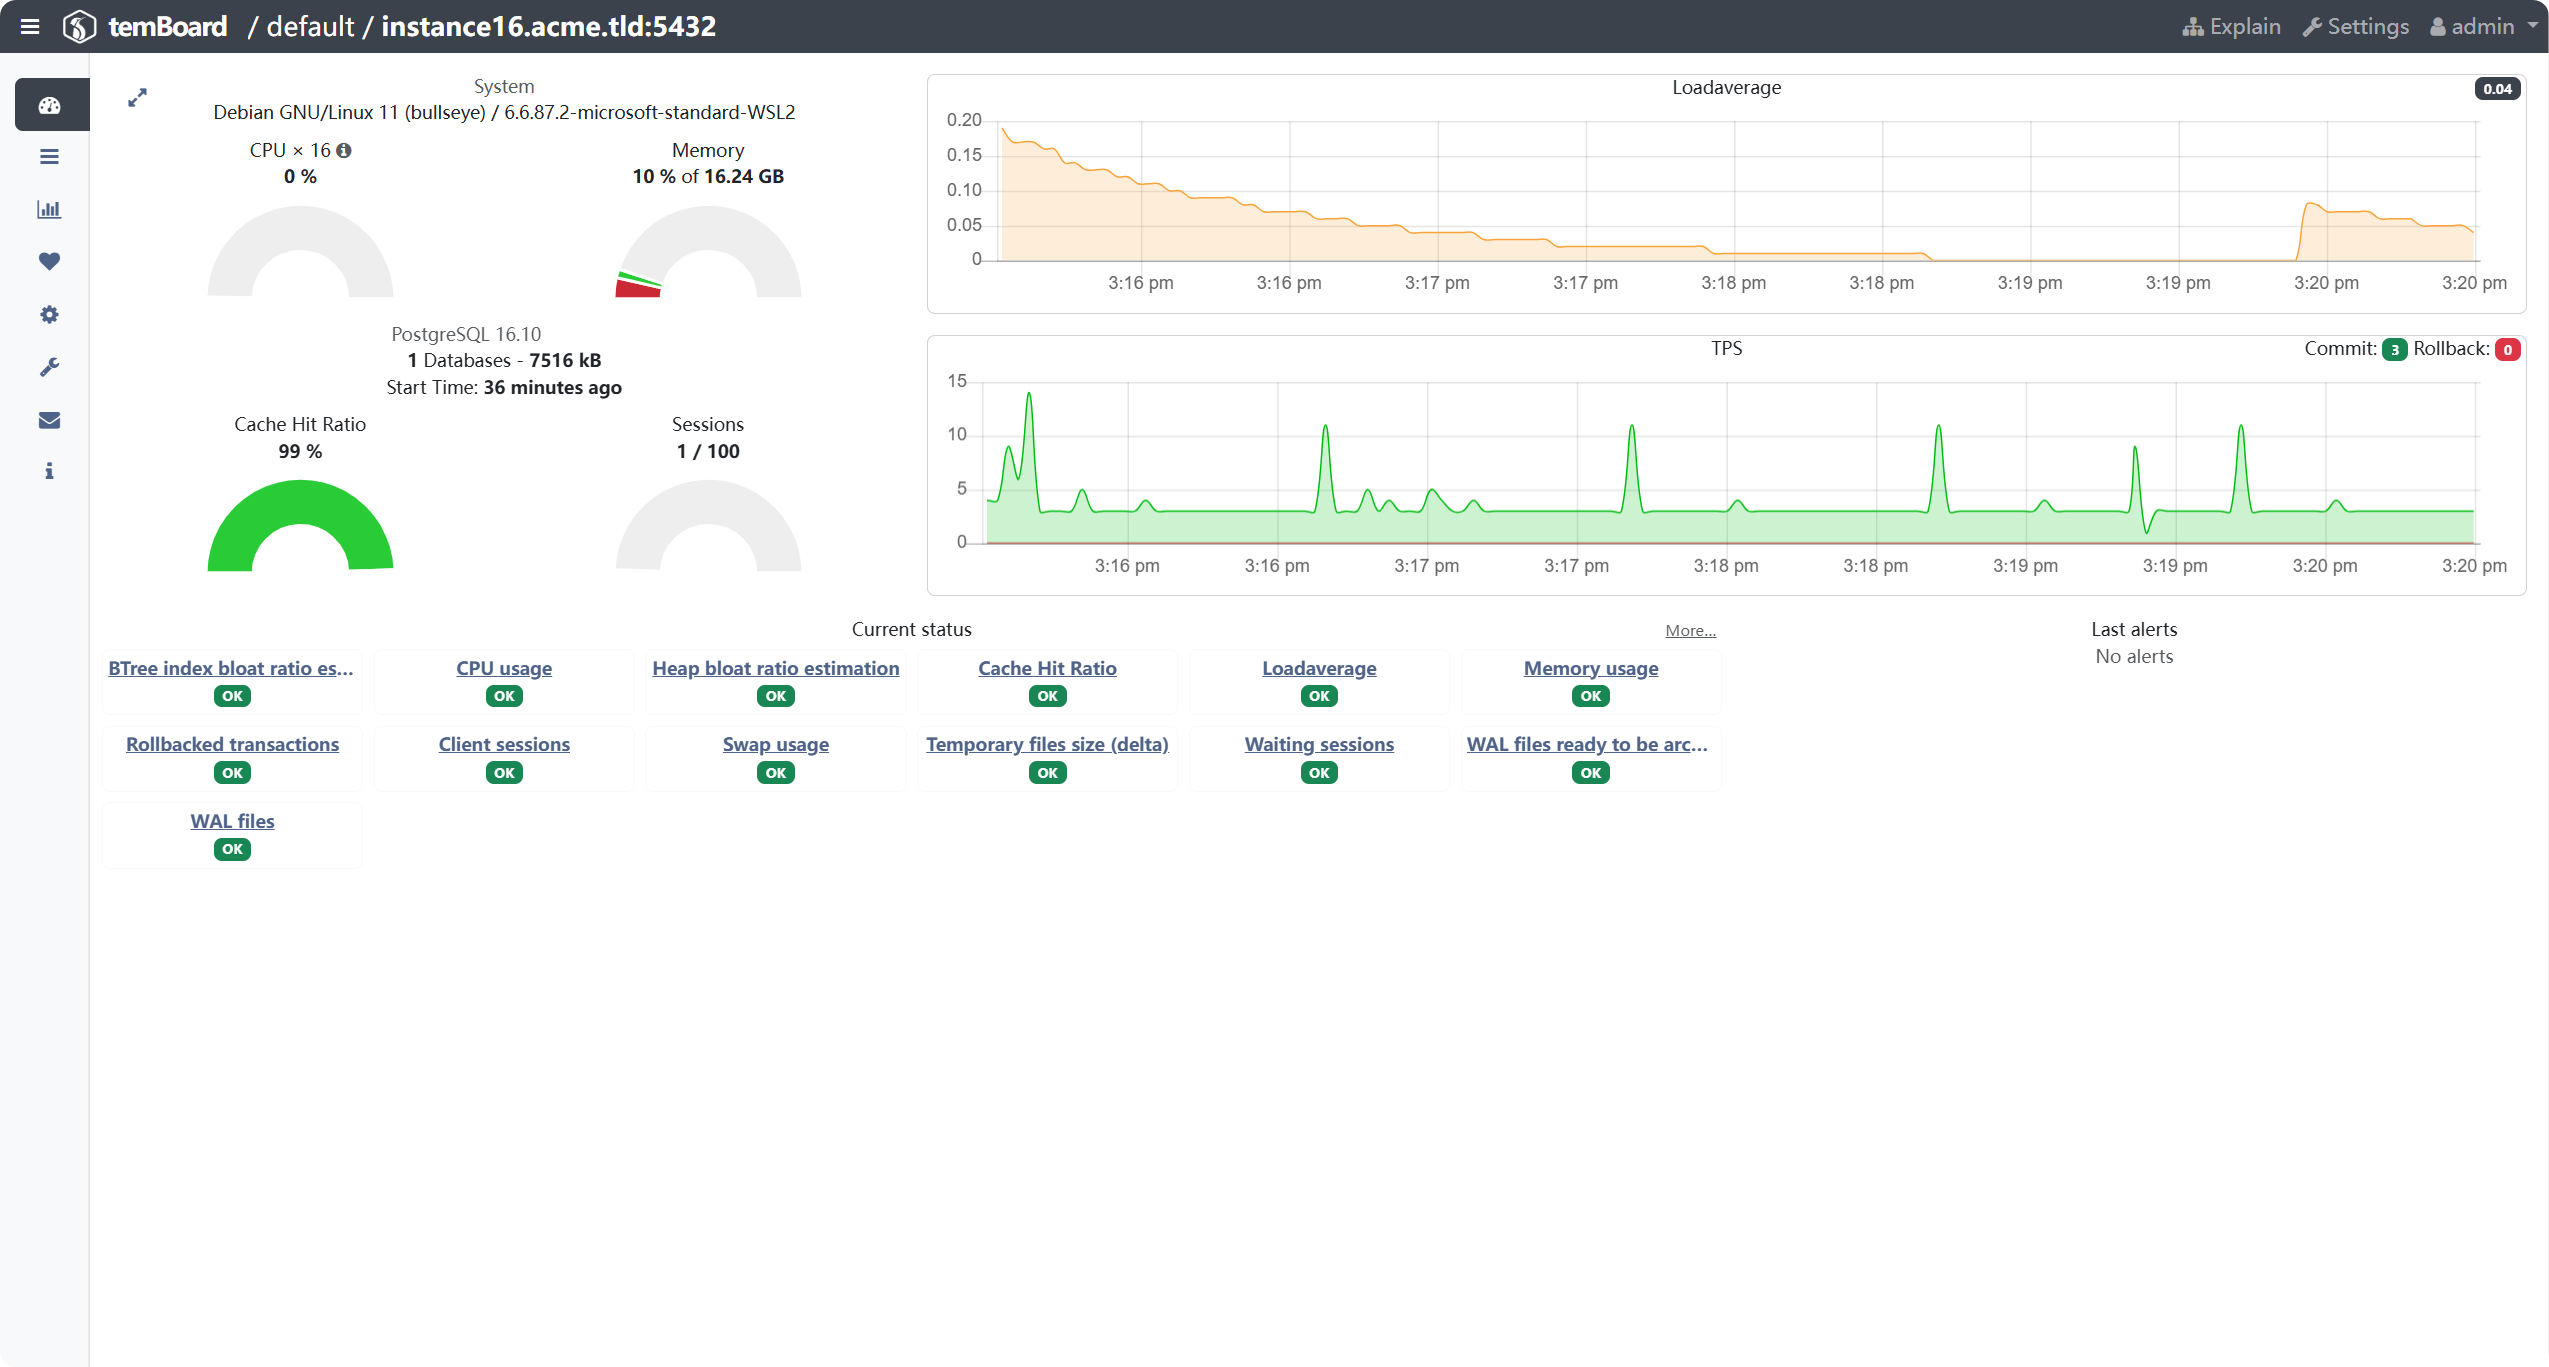 temBoard / default / instance16.acme.tld:5432
Explain Settings admin
System
Debian GNU/Linux 11 (bullseye) / 6.6.87.2-microsoft-standard-WSL2
CPU × 16
0 %
Memory
10 % of 16.24 GB
PostgreSQL 16.10
1 Databases - 7516 kB
Start Time: 36 minutes ago
Cache Hit Ratio
99 %
Sessions
1 / 100
Loadaverage
0.04
0.20
0.15
0.10
0.05
0
3:16 pm 3:16 pm 3:17 pm 3:17 pm 3:18 pm 3:18 pm 3:19 pm 3:19 pm 3:20 pm 3:20 pm
TPS
Commit: 3 Rollback: 0
15
10
5
0
3:16 pm 3:16 pm 3:17 pm 3:17 pm 3:18 pm 3:18 pm 3:19 pm 3:19 pm 3:20 pm 3:20 pm
Current status
More...
BTree index bloat ratio es...
OK
CPU usage
OK
Heap bloat ratio estimation
OK
Cache Hit Ratio
OK
Loadaverage
OK
Memory usage
OK
Rollbacked transactions
OK
Client sessions
OK
Swap usage
OK
Temporary files size (delta)
OK
Waiting sessions
OK
WAL files ready to be arc...
OK
WAL files
OK
Last alerts
No alerts